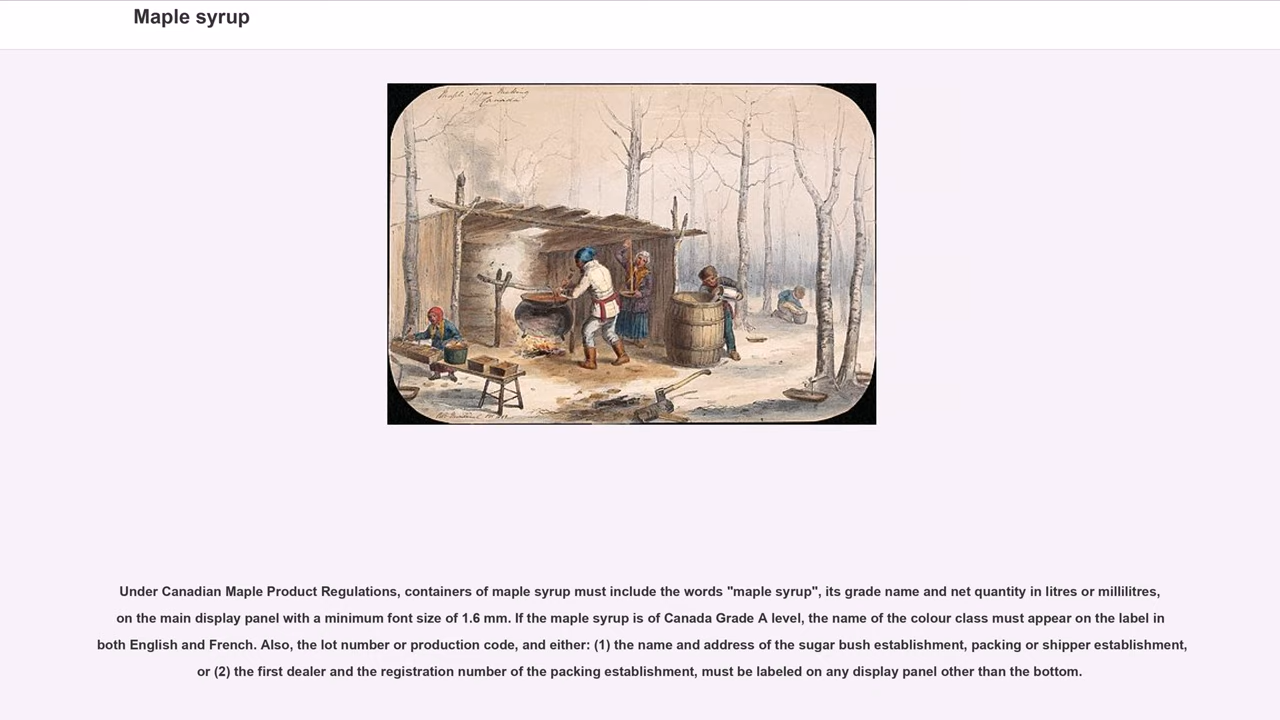 Maple syrup
Maple Sugar Making
Canada
Under Canadian Maple Product Regulations, containers of maple syrup must include the words "maple syrup", its grade name and net quantity in litres or millilitres,
on the main display panel with a minimum font size of 1.6 mm. If the maple syrup is of Canada Grade A level, the name of the colour class must appear on the label in
both English and French. Also, the lot number or production code, and either: (1) the name and address of the sugar bush establishment, packing or shipper establishment,
or (2) the first dealer and the registration number of the packing establishment, must be labeled on any display panel other than the bottom.